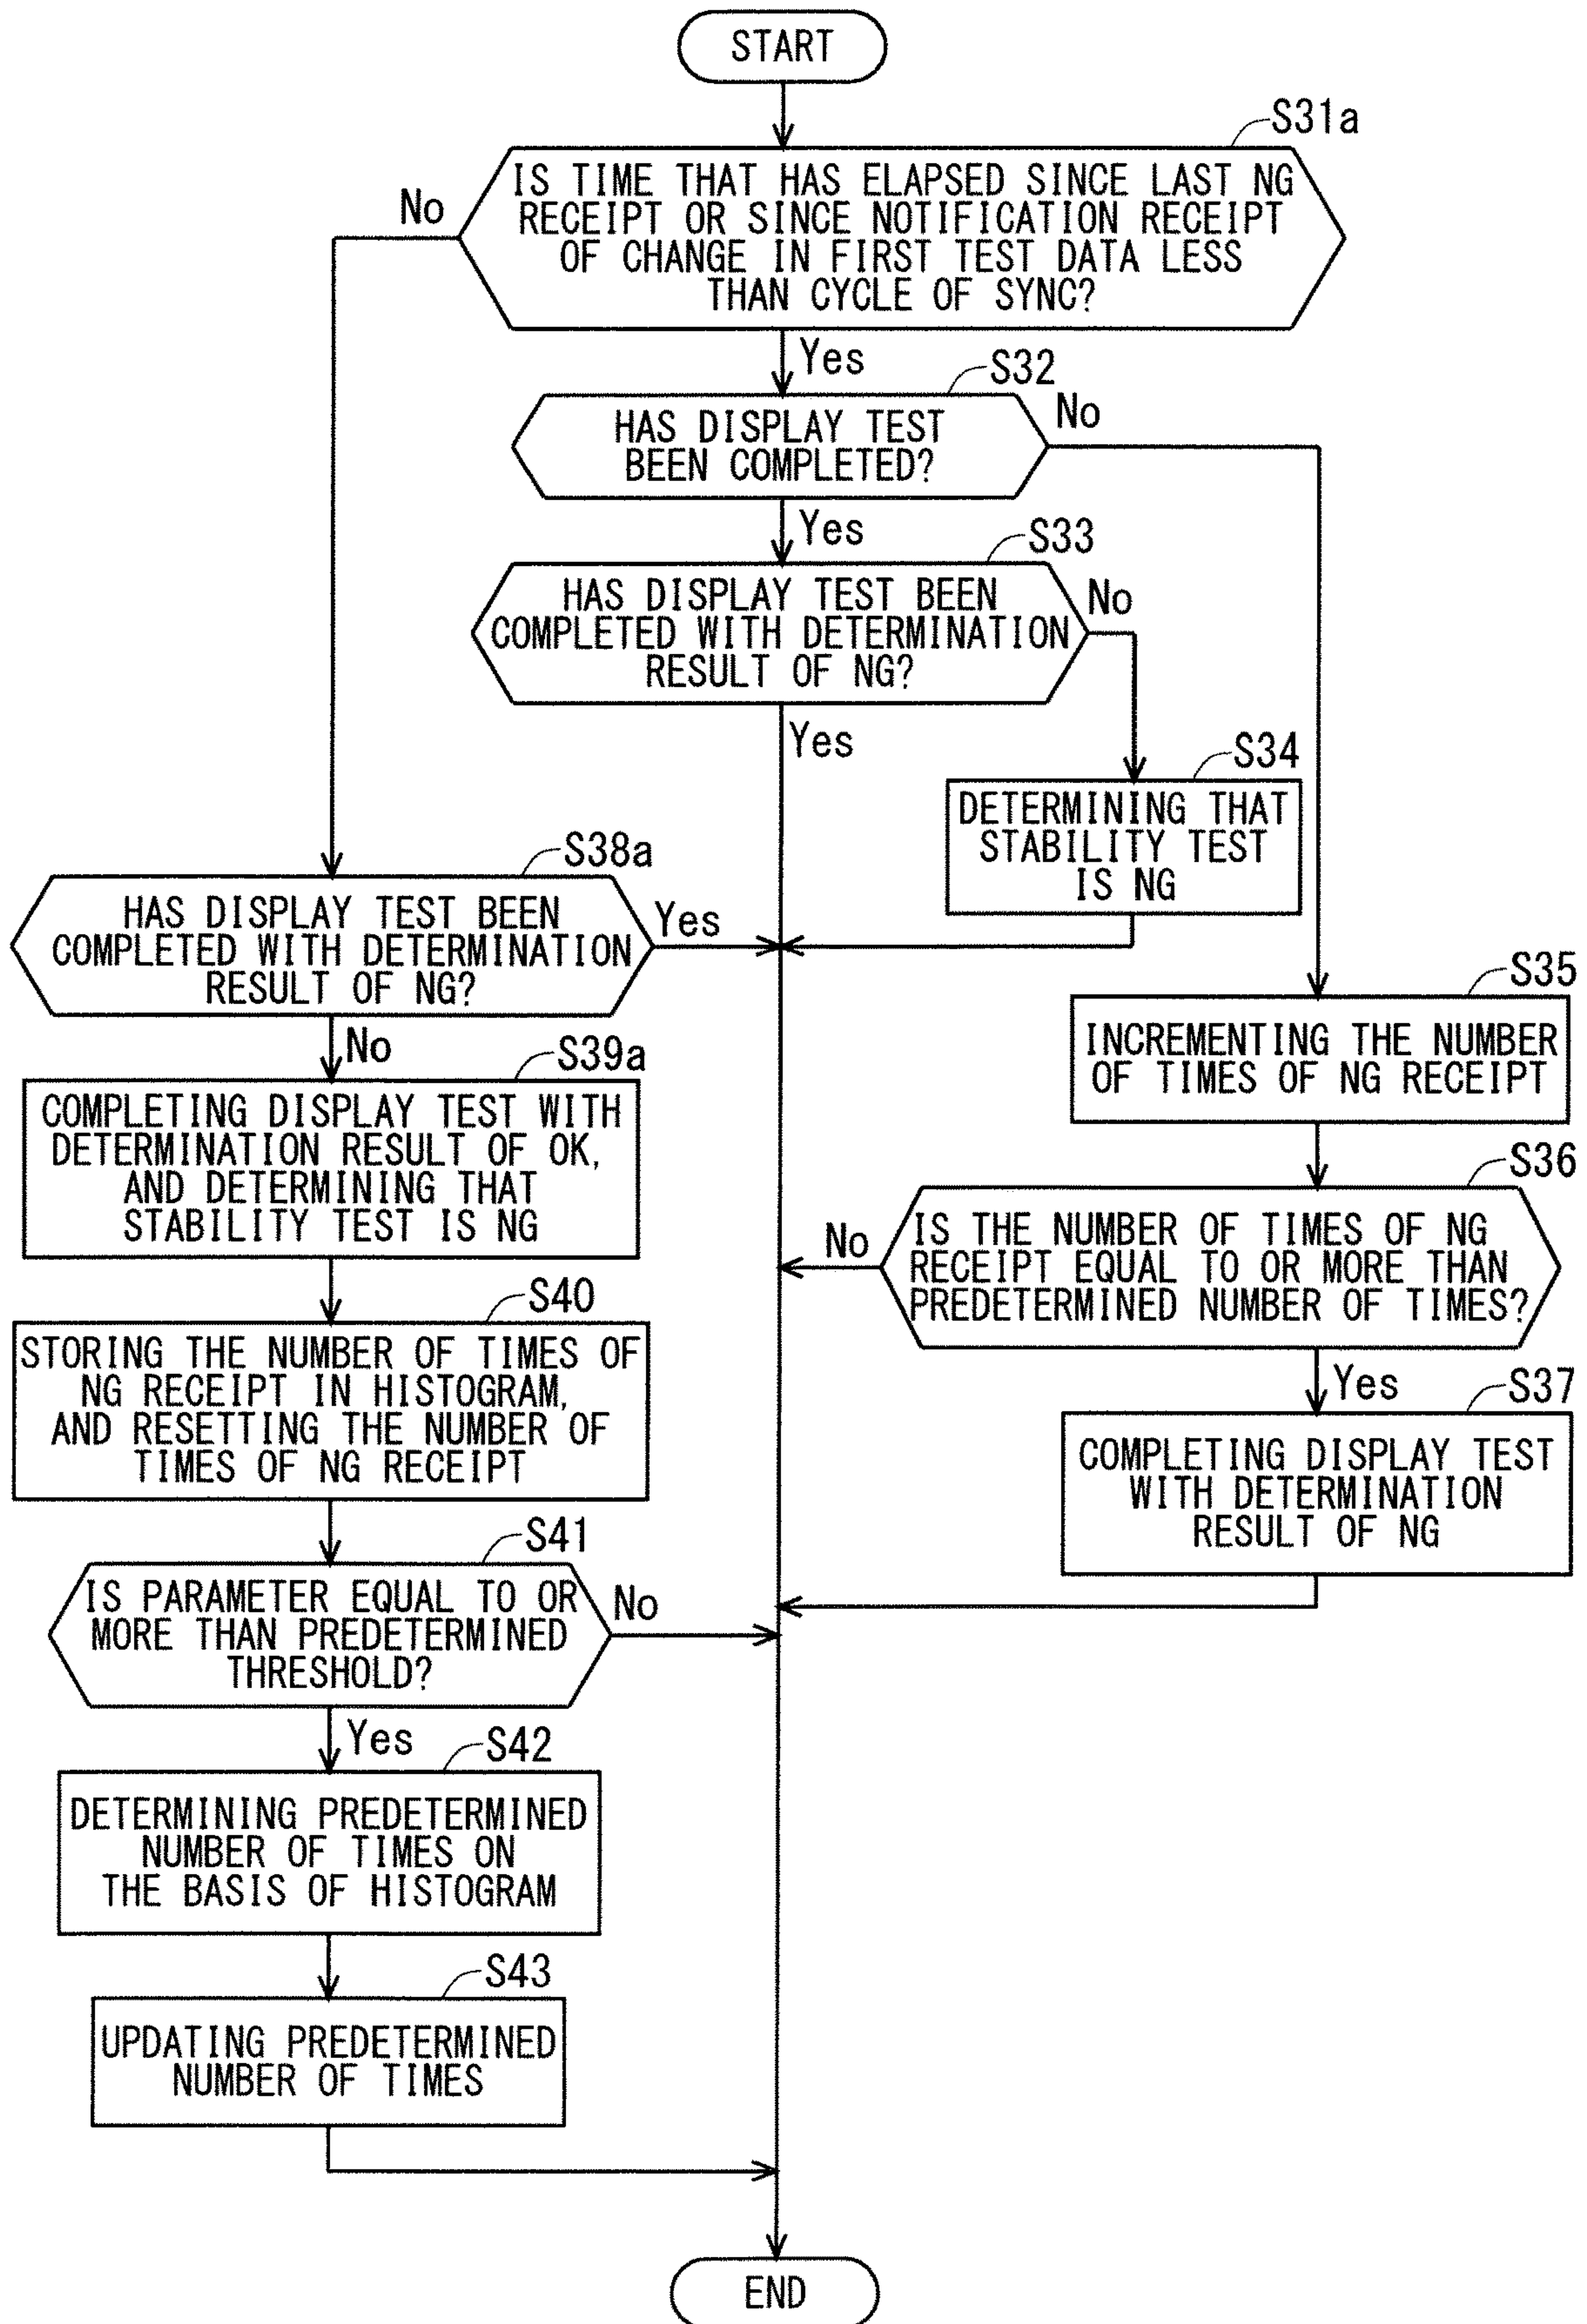 START
S31a
IS TIME THAT HAS ELAPSED SINCE LAST NG
RECEIPT OR SINCE NOTIFICATION RECEIPT
OF CHANGE IN FIRST TEST DATA LESS
THAN CYCLE OF SYNC?
No
Yes
S32
HAS DISPLAY TEST
BEEN COMPLETED?
No
Yes
S33
HAS DISPLAY TEST BEEN
COMPLETED WITH DETERMINATION
RESULT OF NG?
No
Yes
S34
DETERMINING THAT
STABILITY TEST
IS NG
S38a
HAS DISPLAY TEST BEEN
COMPLETED WITH DETERMINATION
RESULT OF NG?
Yes
No
S35
INCREMENTING THE NUMBER
OF TIMES OF NG RECEIPT
S39a
COMPLETING DISPLAY TEST WITH
DETERMINATION RESULT OF OK,
AND DETERMINING THAT
STABILITY TEST IS NG
S36
IS THE NUMBER OF TIMES OF NG
RECEIPT EQUAL TO OR MORE THAN
PREDETERMINED NUMBER OF TIMES?
No
Yes
S40
STORING THE NUMBER OF TIMES OF
NG RECEIPT IN HISTOGRAM,
AND RESETTING THE NUMBER OF
TIMES OF NG RECEIPT
S37
COMPLETING DISPLAY TEST
WITH DETERMINATION
RESULT OF NG
S41
IS PARAMETER EQUAL TO OR
MORE THAN PREDETERMINED
THRESHOLD?
No
Yes
S42
DETERMINING PREDETERMINED
NUMBER OF TIMES ON
THE BASIS OF HISTOGRAM
S43
UPDATING PREDETERMINED
NUMBER OF TIMES
END